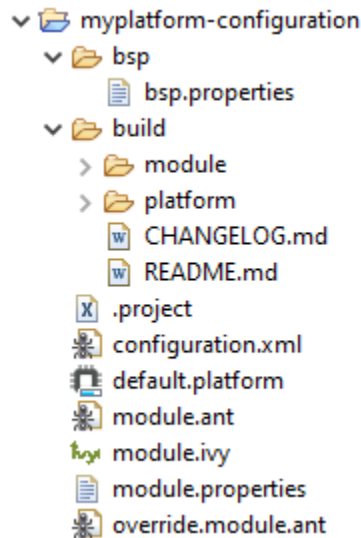 myplatform-configuration
bsp
bsp.properties
build
module
platform
CHANGELOG.md
README.md
.project
configuration.xml
default.platform
module.ant
module.ivy
module.properties
override.module.ant